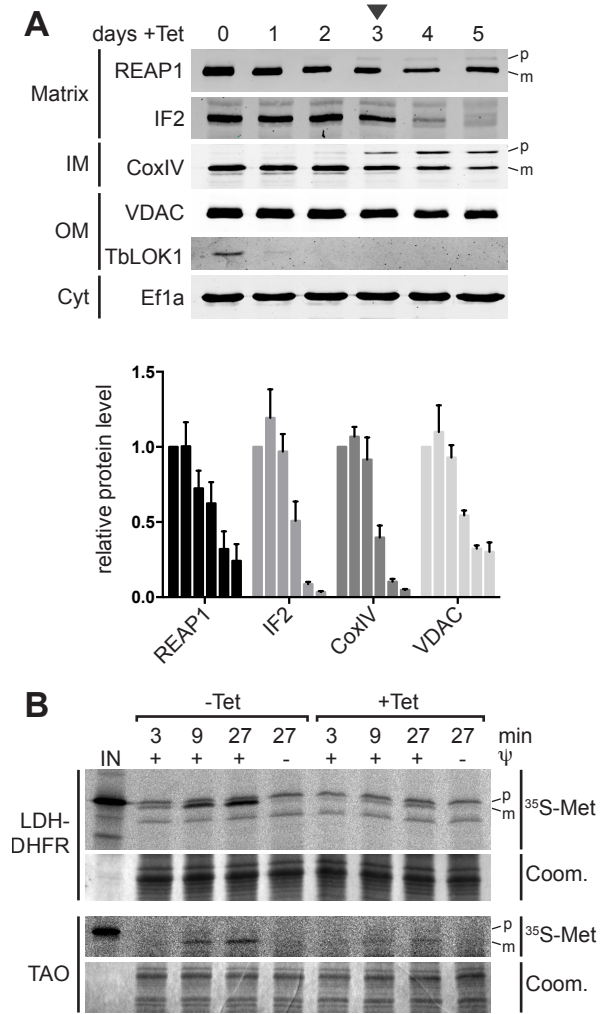 A
days +Tet 0 1 2 3 4 5
Matrix
REAP1
p
m
IF2
IM
CoxIV
p
m
OM
VDAC
TbLOK1
Cyt
Ef1a
relative protein level
1.5
1.0
0.5
0.0
REAP1 IF2 CoxIV VDAC
B
-Tet +Tet
3 9 27 27 3 9 27 27 min
IN + + + - + + + - Ψ
LDH-
DHFR
p
m
³⁵S-Met
Coom.
TAO
p
m
³⁵S-Met
Coom.